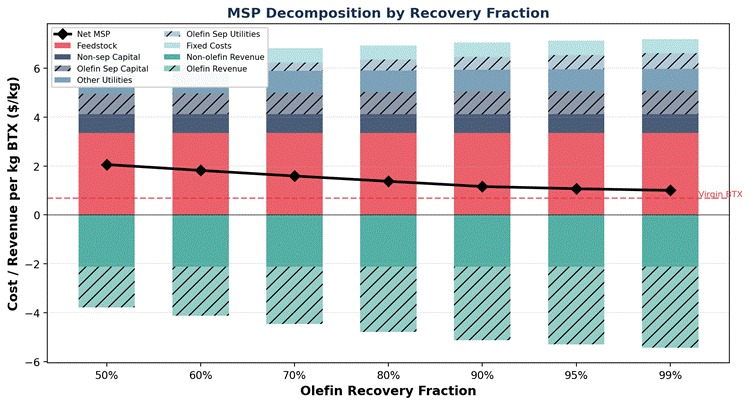 MSP Decomposition by Recovery Fraction
Net MSP
Feedstock
Non-sep Capital
Olefin Sep Capital
Other Utilities
Olefin Sep Utilities
Fixed Costs
Non-olefin Revenue
Olefin Revenue
Cost / Revenue per kg BTX ($/kg)
6
4
2
0
−2
−4
−6
Virgin BTX
50%
60%
70%
80%
90%
95%
99%
Olefin Recovery Fraction